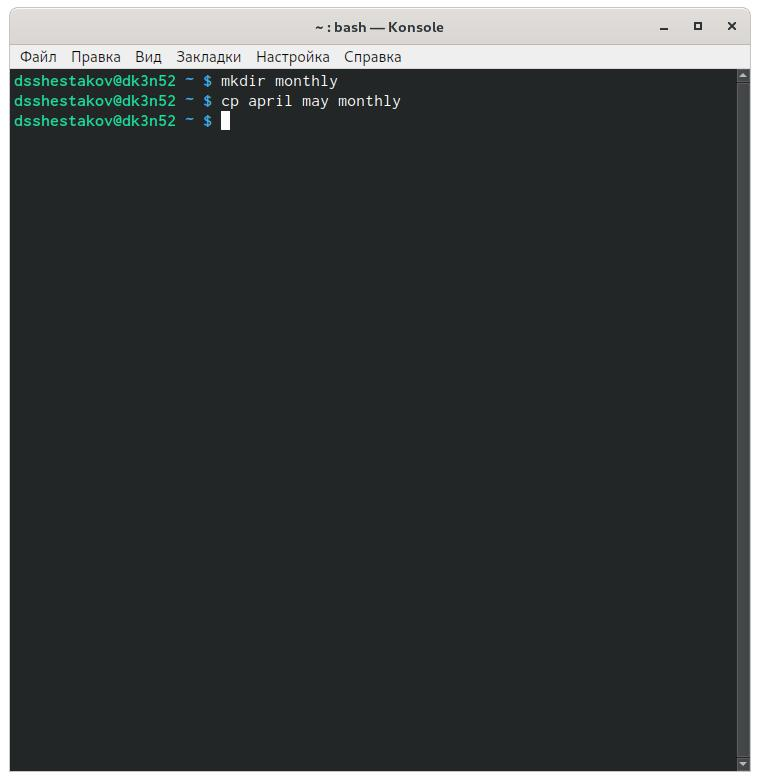 ~ : bash — Konsole
Файл Правка Вид Закладки Настройка Справка
dsshestakov@dk3n52 ~ $ mkdir monthly
dsshestakov@dk3n52 ~ $ cp april may monthly
dsshestakov@dk3n52 ~ $